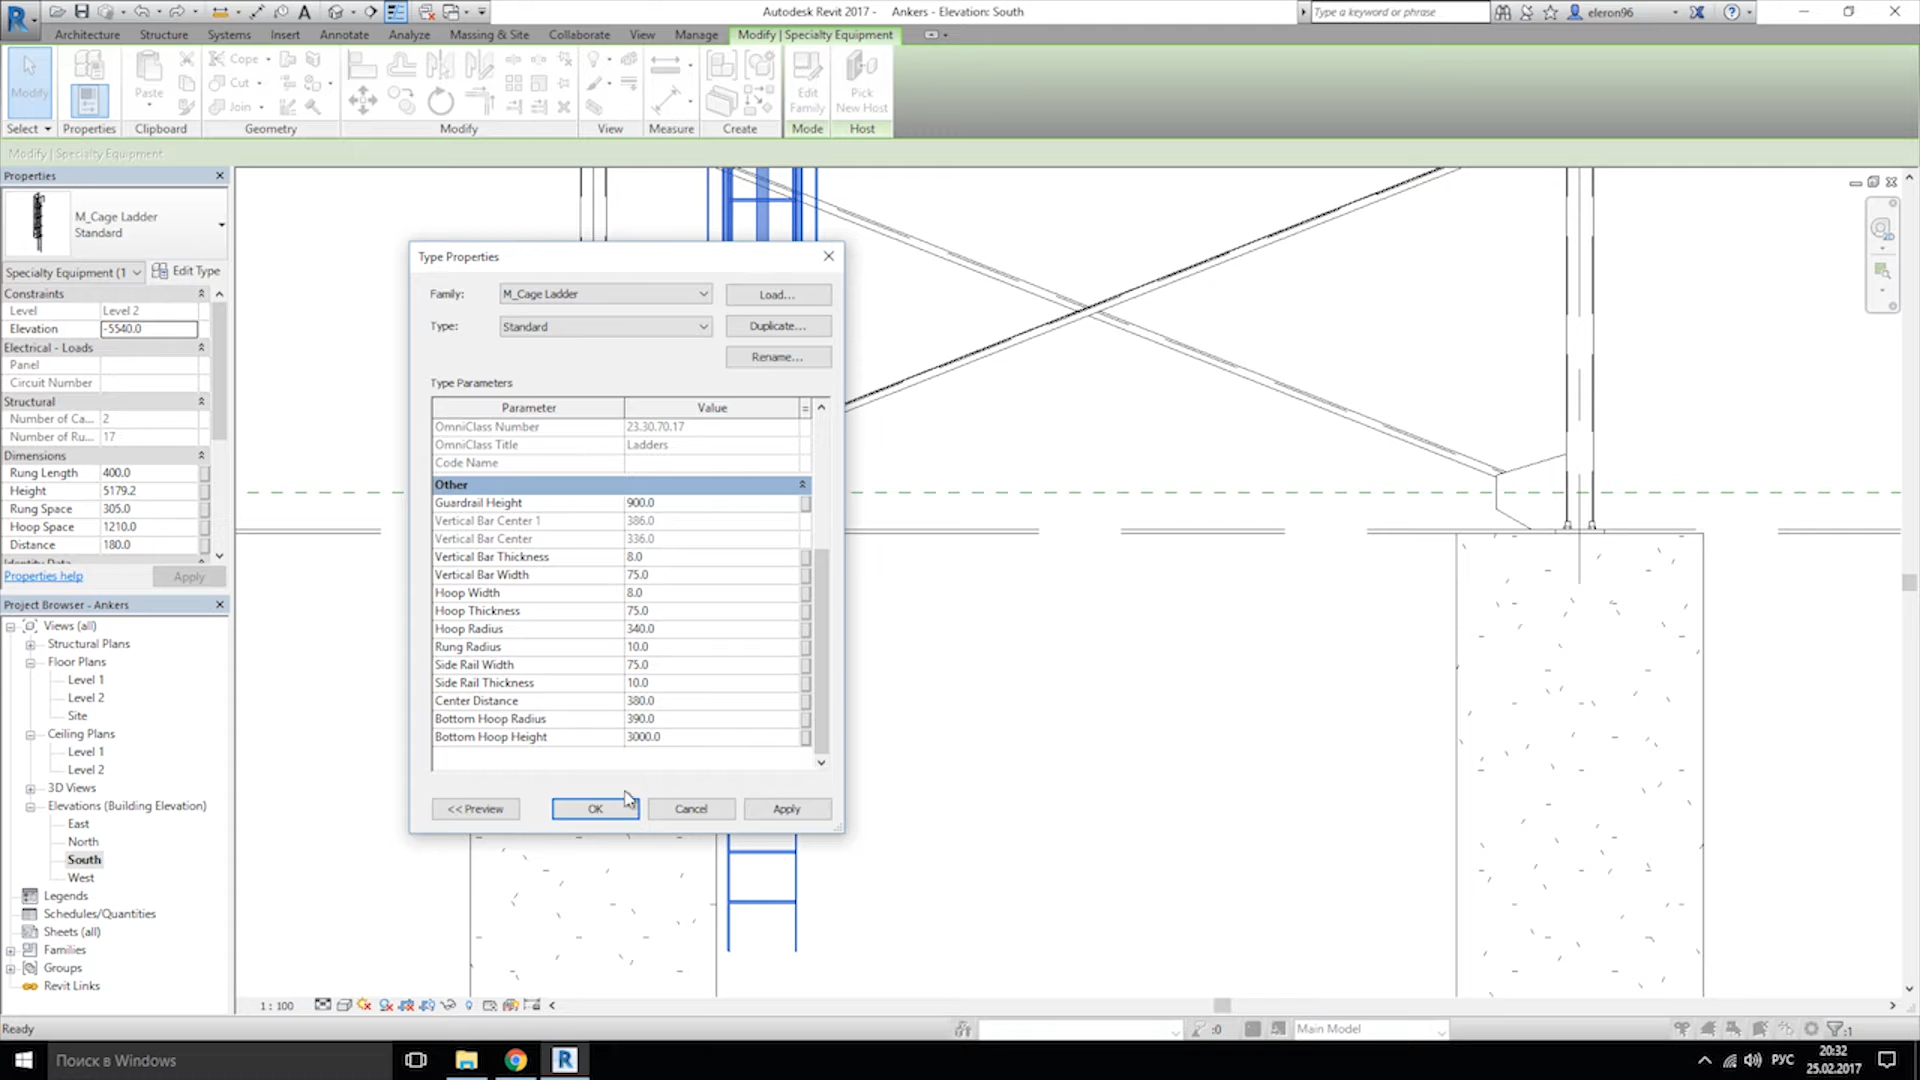 Autodesk Revit 2017 - Ankers - Elevation: South
Type a keyword or phrase
eleron96
Architecture Structure Systems Insert Annotate Analyze Massing & Site Collaborate View Manage Modify | Specialty Equipment
Modify
Paste
Cope
Cut
Join
Edit Family
Pick New Host
Select Properties Clipboard Geometry Modify View Measure Create Mode Host
Modify | Specialty Equipment
Properties
M_Cage Ladder
Standard
Specialty Equipment (1 Edit Type
Constraints
Level Level 2
Elevation -5540.0
Electrical - Loads
Panel
Circuit Number
Structural
Number of Ca... 2
Number of Ru... 17
Dimensions
Rung Length 400.0
Height 5179.2
Rung Space 305.0
Hoop Space 1210.0
Distance 180.0
Identity Data
Properties help Apply
Project Browser - Ankers
Views (all)
Structural Plans
Floor Plans
Level 1
Level 2
Site
Ceiling Plans
Level 1
Level 2
3D Views
Elevations (Building Elevation)
East
North
South
West
Legends
Schedules/Quantities
Sheets (all)
Families
Groups
Revit Links
Type Properties
Family: M_Cage Ladder Load...
Type: Standard Duplicate...
Rename...
Type Parameters
Parameter Value =
OmniClass Number 23.30.70.17
OmniClass Title Ladders
Code Name
Other
Guardrail Height 900.0
Vertical Bar Center 1 386.0
Vertical Bar Center 336.0
Vertical Bar Thickness 8.0
Vertical Bar Width 75.0
Hoop Width 8.0
Hoop Thickness 75.0
Hoop Radius 340.0
Rung Radius 10.0
Side Rail Width 75.0
Side Rail Thickness 10.0
Center Distance 380.0
Bottom Hoop Radius 390.0
Bottom Hoop Height 3000.0
<< Preview OK Cancel Apply
1 : 100
Ready
:0
Main Model
:1
Поиск в Windows
РУС
20:32
25.02.2017